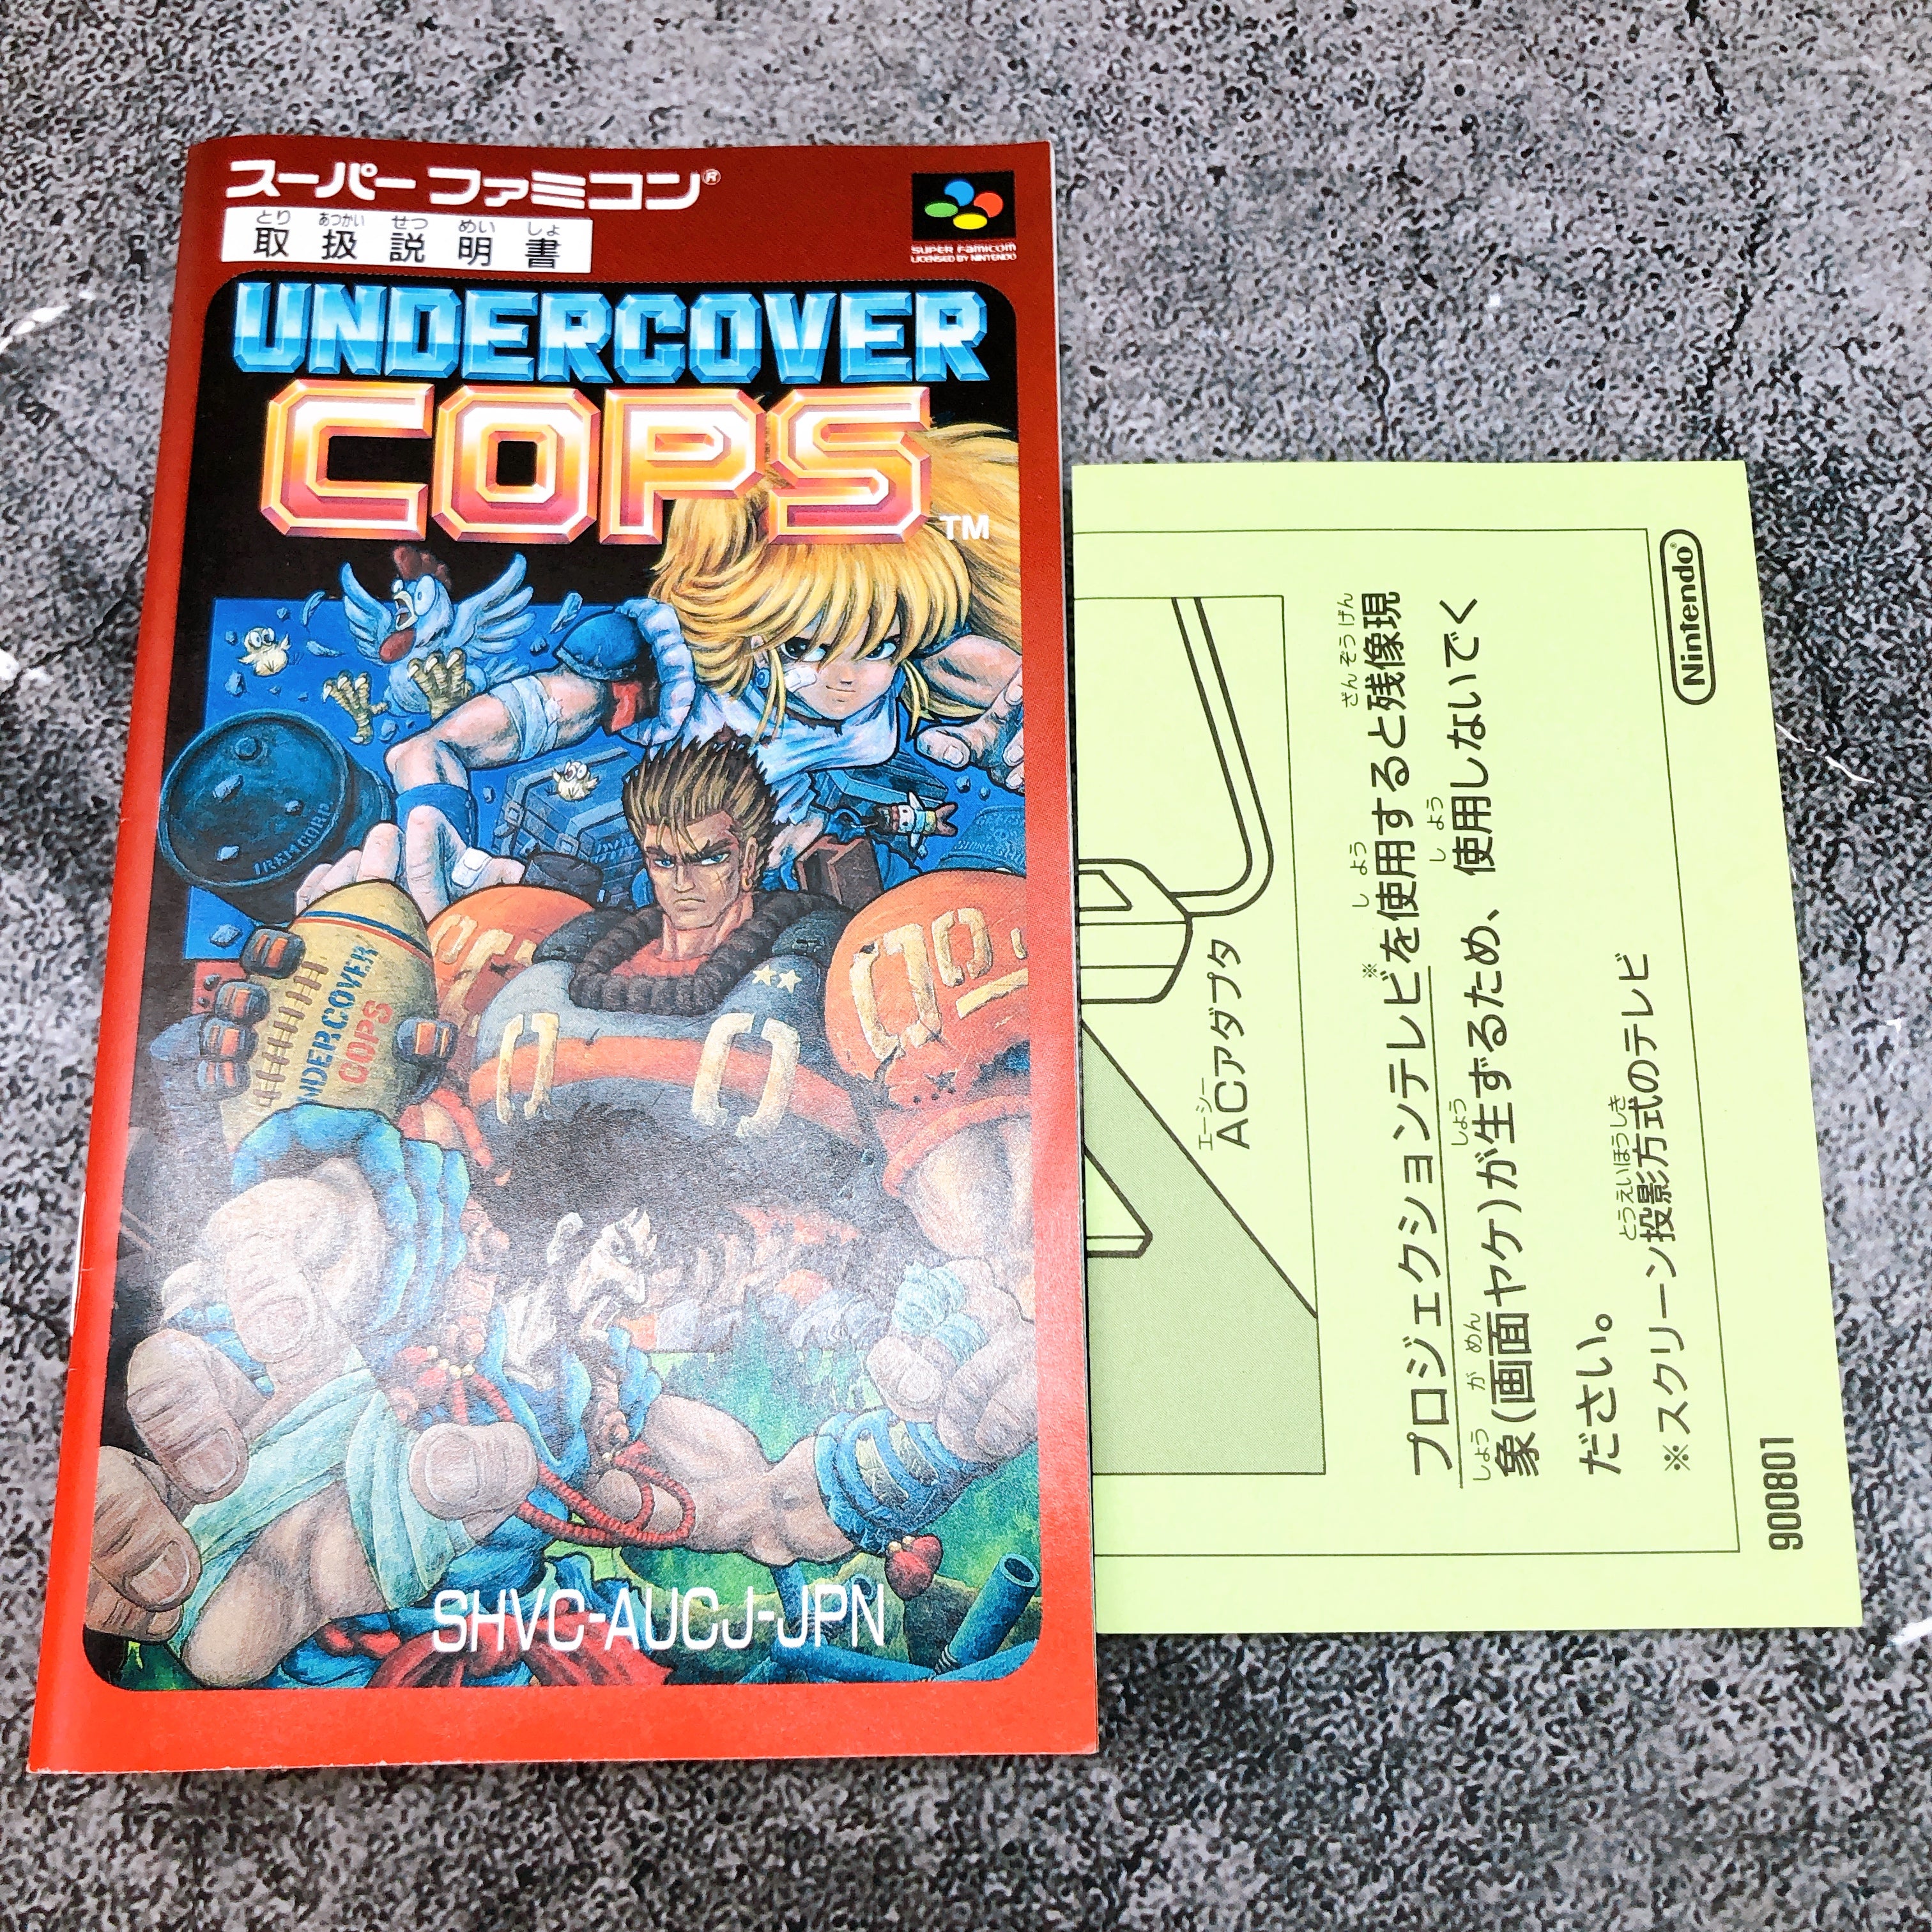 スーパーファミコン®
とり あつかい せつ めい しょ
取扱説明書
SUPER Famicom
LICENSED BY NINTENDO
UNDERCOVER
COPS
TM
IREM CORP
UNDERCOVER
COPS
SHVC-AUCJ-JPN
エーシー
ACアダプタ
しよう ざんぞうげん
プロジェクションテレビ※を使用すると残像現
しょう がめん しょう しよう
象(画面ヤケ)が生ずるため、使用しないでく
ださい。
とうえいほうしき
※スクリーン投影方式のテレビ
Nintendo®
900801